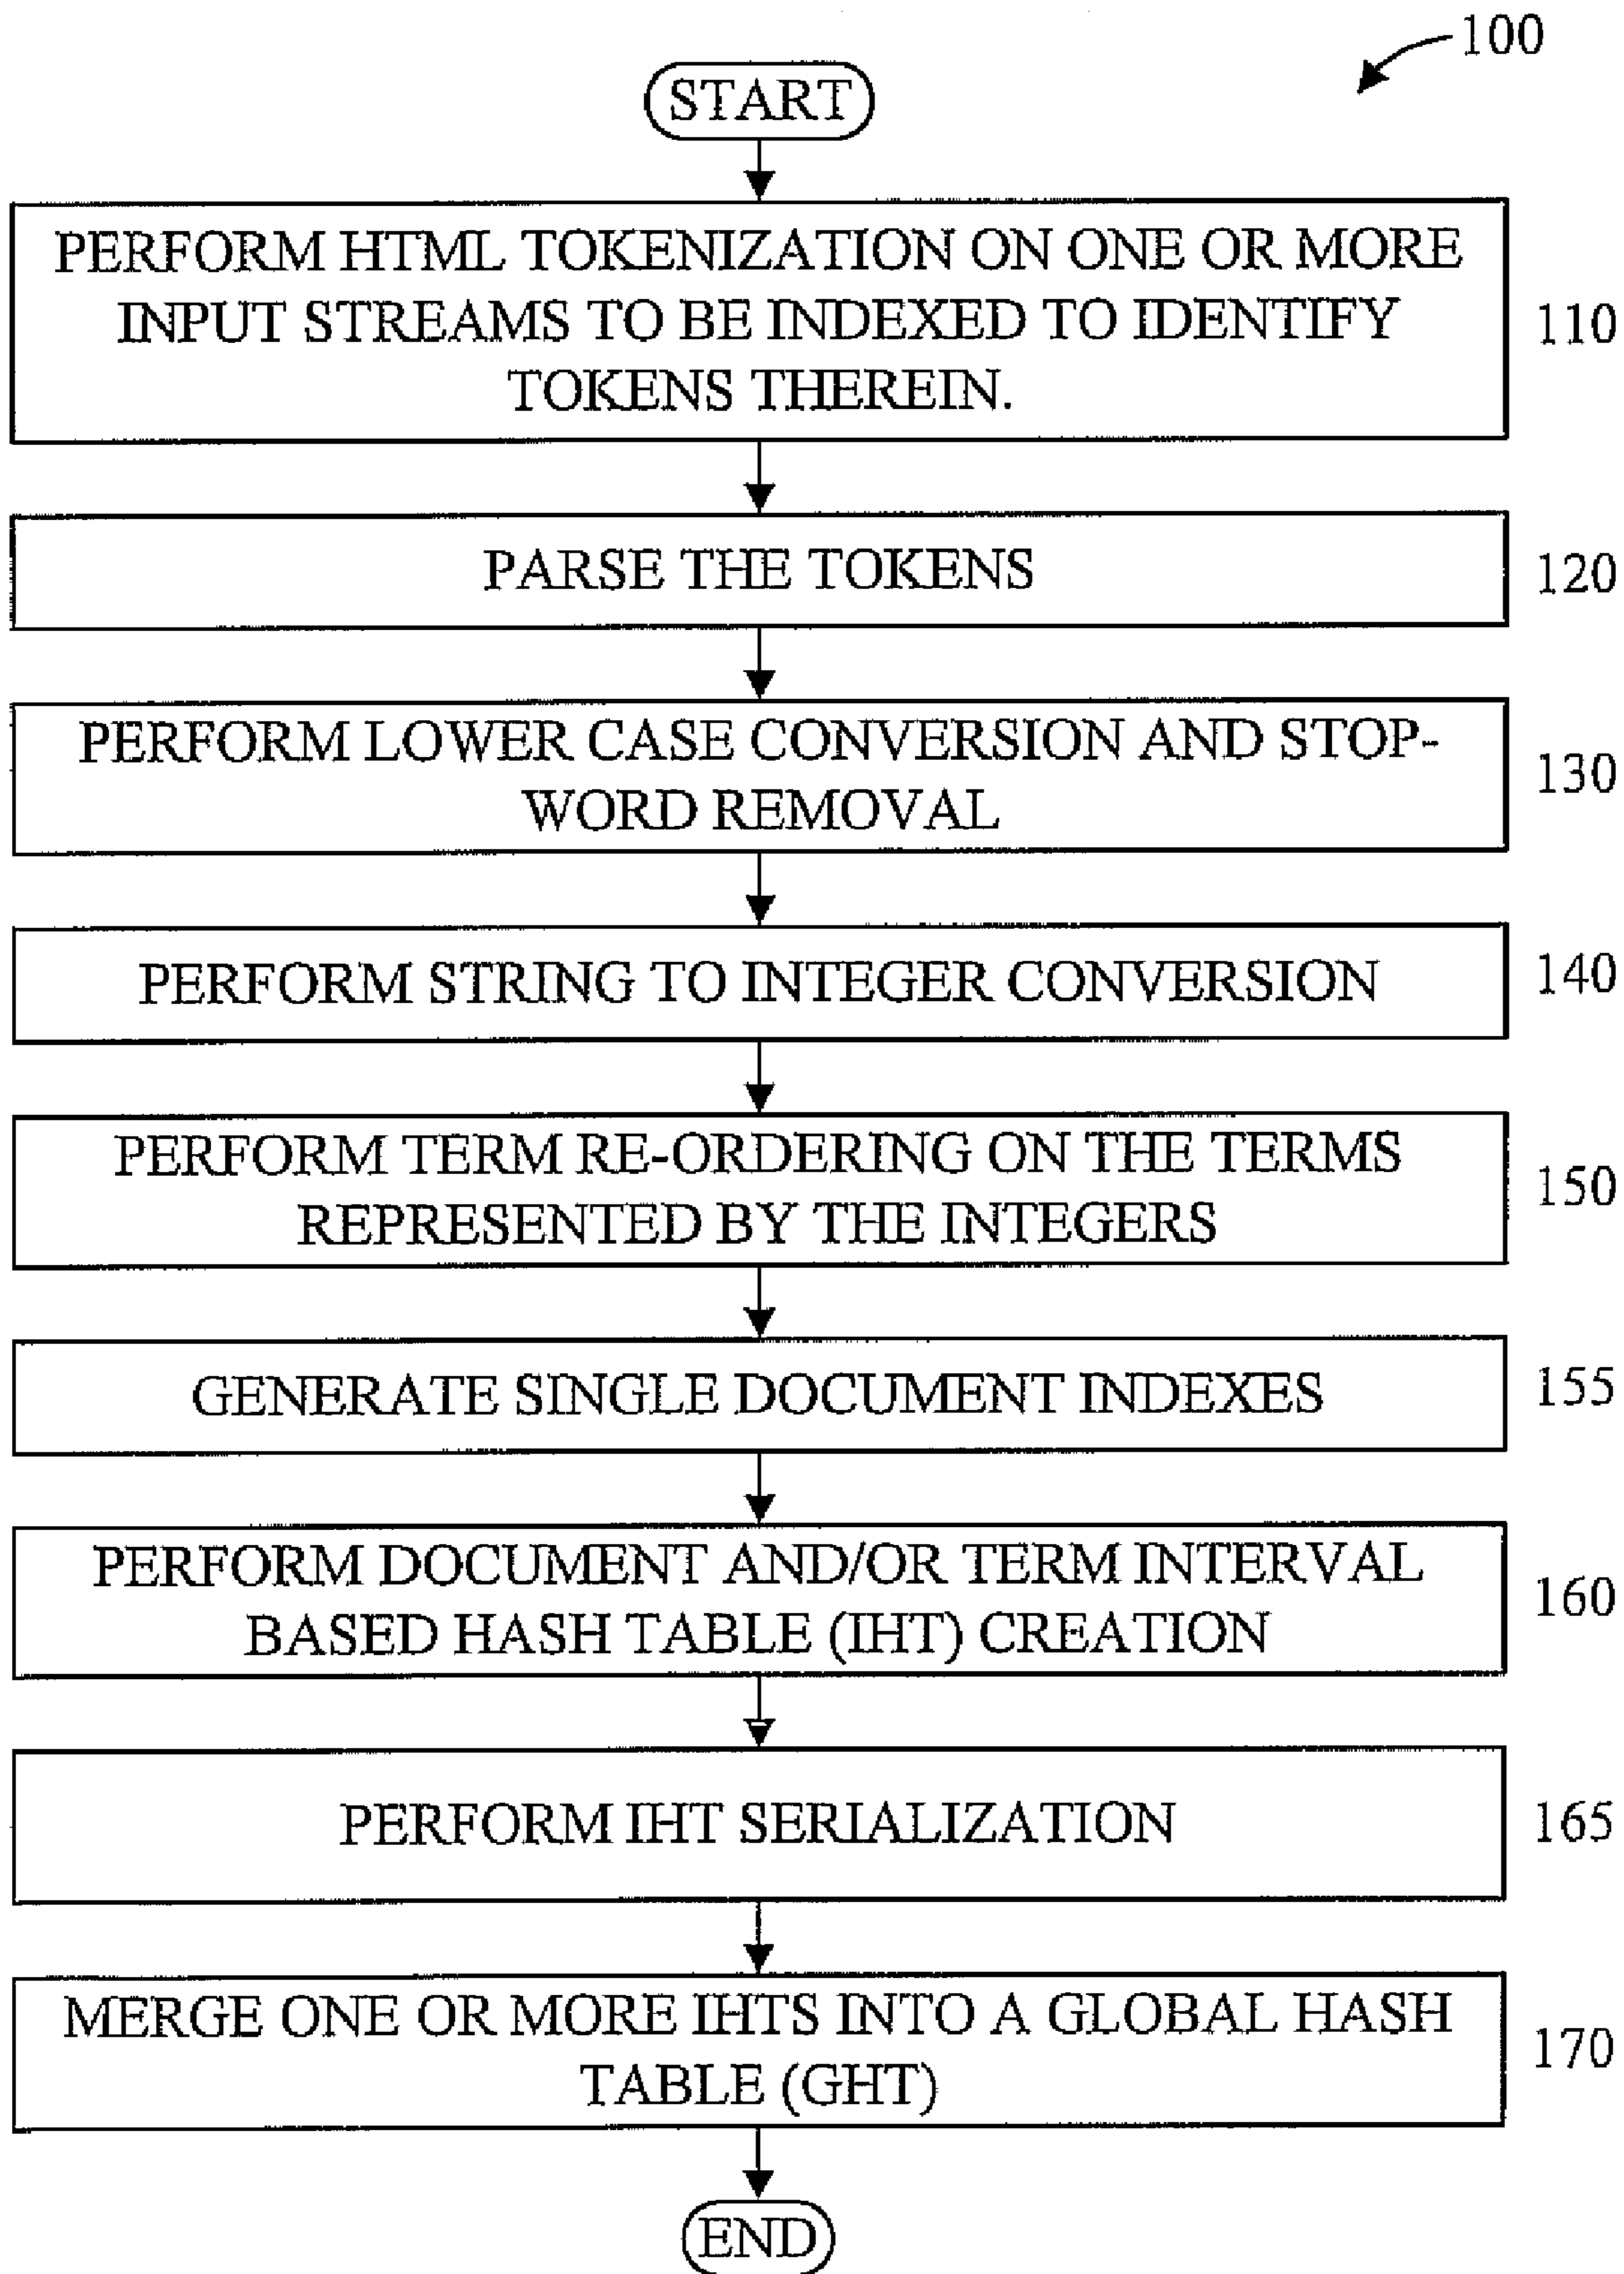 100
START
PERFORM HTML TOKENIZATION ON ONE OR MORE
INPUT STREAMS TO BE INDEXED TO IDENTIFY
TOKENS THEREIN.
110
PARSE THE TOKENS
120
PERFORM LOWER CASE CONVERSION AND STOP-
WORD REMOVAL
130
PERFORM STRING TO INTEGER CONVERSION
140
PERFORM TERM RE-ORDERING ON THE TERMS
REPRESENTED BY THE INTEGERS
150
GENERATE SINGLE DOCUMENT INDEXES
155
PERFORM DOCUMENT AND/OR TERM INTERVAL
BASED HASH TABLE (IHT) CREATION
160
PERFORM IHT SERIALIZATION
165
MERGE ONE OR MORE IHTS INTO A GLOBAL HASH
TABLE (GHT)
170
END